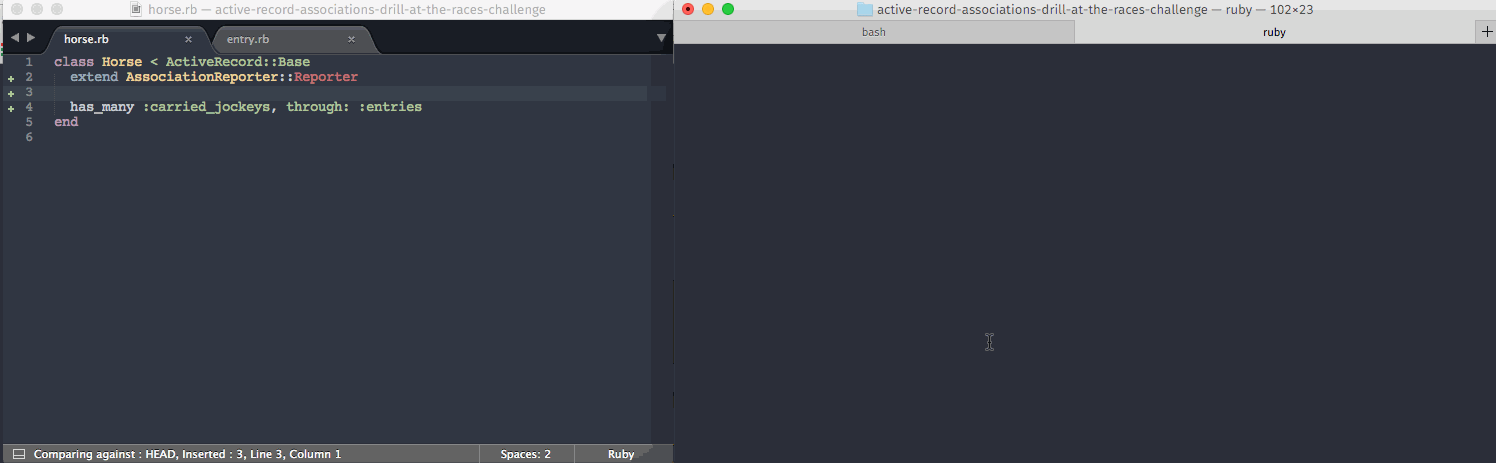 horse.rb — active-record-associations-drill-at-the-races-challenge
horse.rb × entry.rb ×
1 class Horse < ActiveRecord::Base
2 extend AssociationReporter::Reporter
3
4 has_many :carried_jockeys, through: :entries
5 end
6
Comparing against : HEAD, Inserted : 3, Line 3, Column 1 Spaces: 2 Ruby
active-record-associations-drill-at-the-races-challenge — ruby — 102×23
bash ruby +